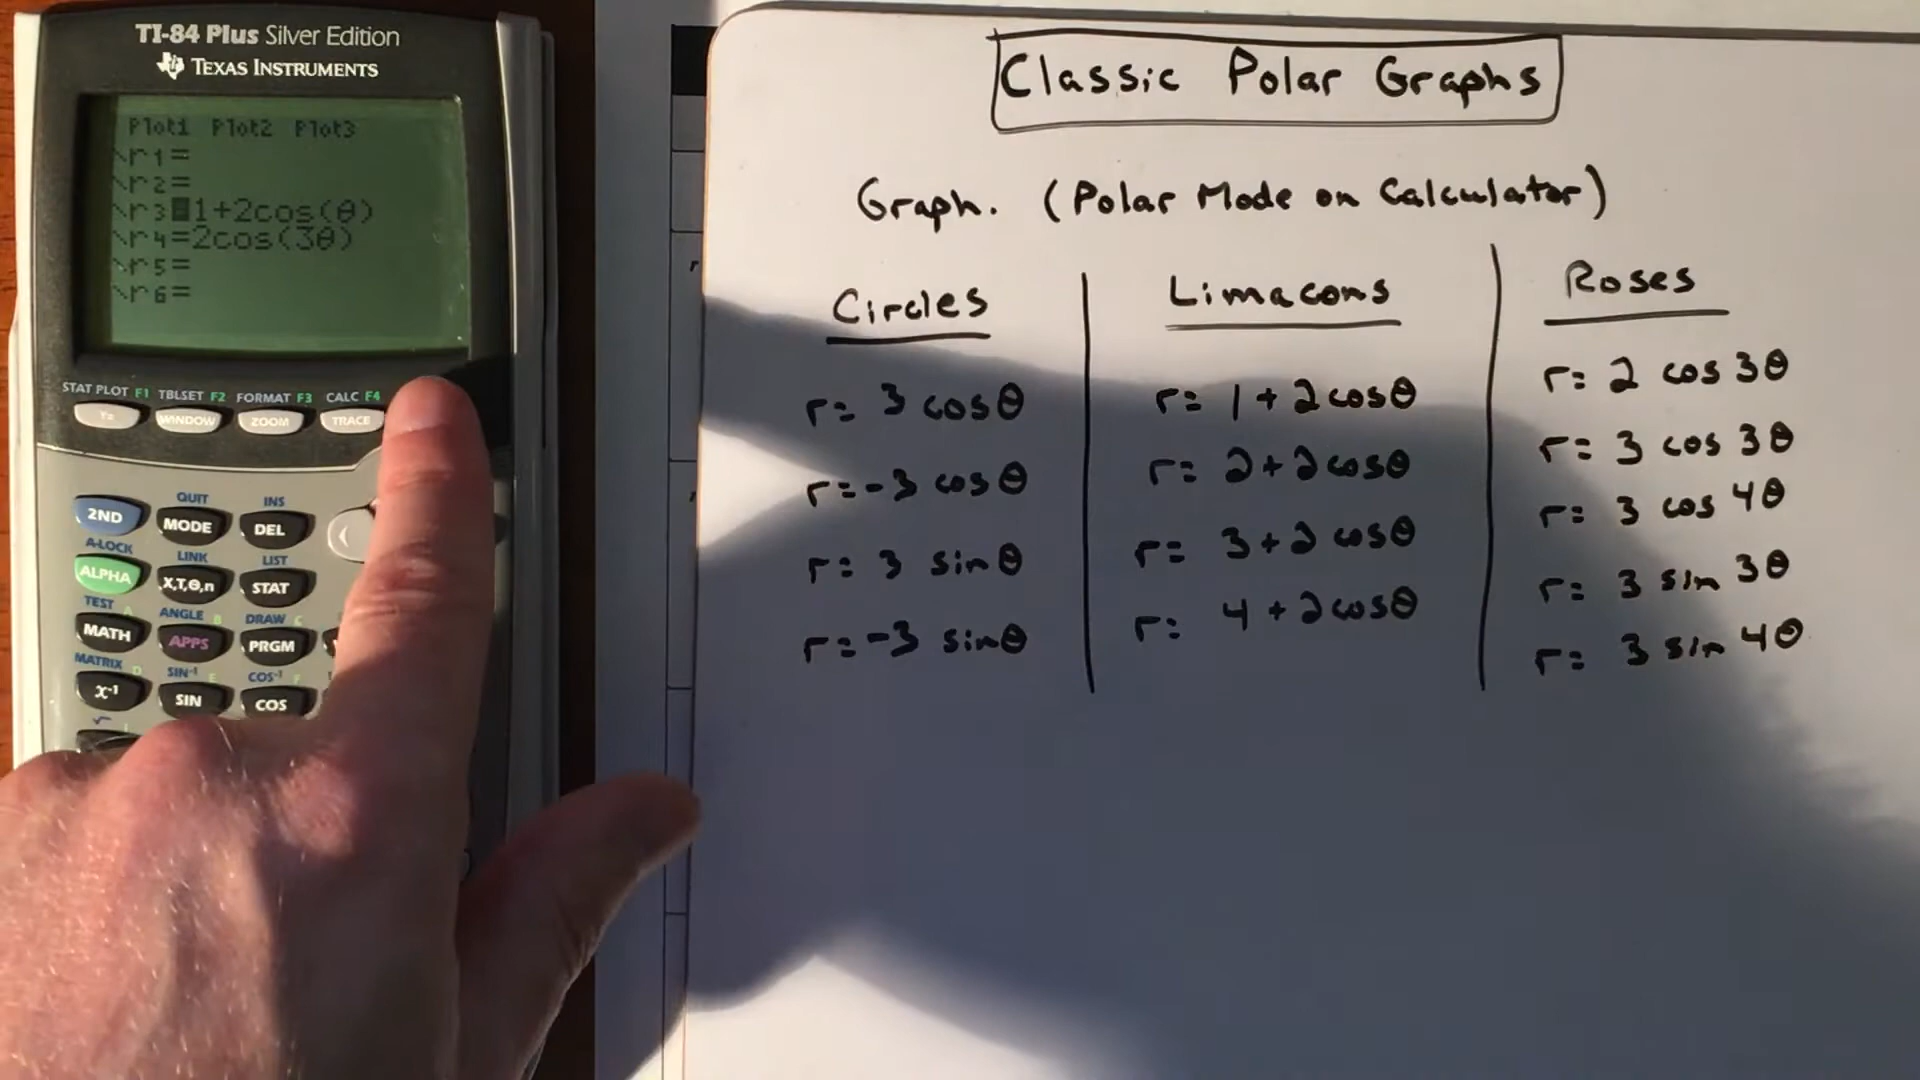 TI-84 Plus Silver Edition
TEXAS INSTRUMENTS
Plot1 Plot2 Plot3
\r1=
\r2=
\r3=1+2cos(θ)
\r4=2cos(3θ)
\r5=
\r6=
STAT PLOT F1 TBLSET F2 FORMAT F3 CALC F4
Y= WINDOW ZOOM TRACE
QUIT INS
2ND MODE DEL
A-LOCK LINK LIST
ALPHA X,T,θ,n STAT
TEST A ANGLE B DRAW C
MATH APPS PRGM
MATRIX D SIN-1 E COS-1 F
x-1 SIN COS
√
Classic Polar Graphs
Graph. (Polar Mode on Calculator)
Circles
r= 3 cosθ
r=-3 cosθ
r= 3 sinθ
r=-3 sinθ
Limacons
r= 1+2cosθ
r= 2+2cosθ
r= 3+2cosθ
r= 4+2cosθ
Roses
r= 2 cos 3θ
r= 3 cos 3θ
r= 3 cos 4θ
r= 3 sin 3θ
r= 3 sin 4θ